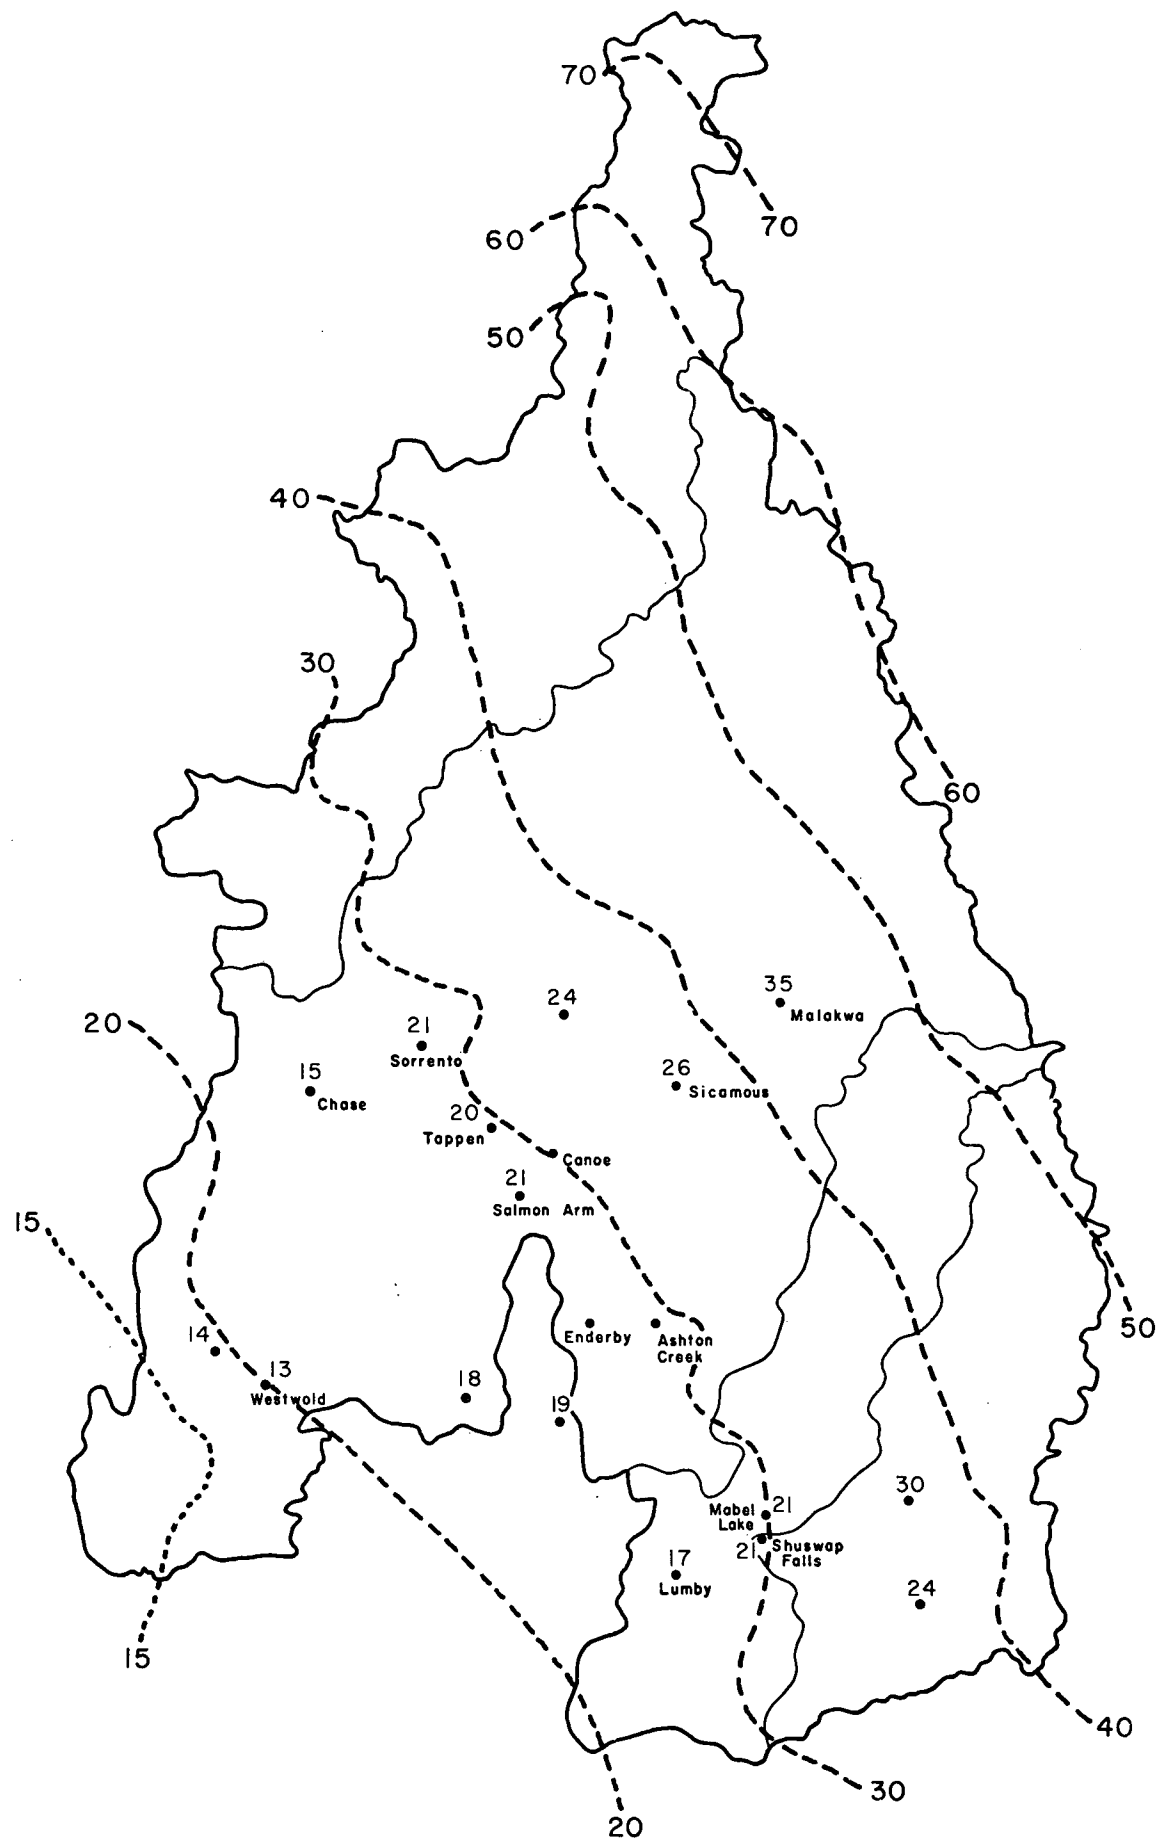 70
70
60
50
40
30
60
35
Malakwa
24
20
21
Sorrento
15
Chase
26
Sicamous
20
Tappen
Canoe
21
Salmon Arm
15
14
Enderby
Ashton
Creek
50
13
Westwold
18
19
30
Mabel
Lake
21
21
Shuswap
Falls
17
Lumby
24
15
40
30
20